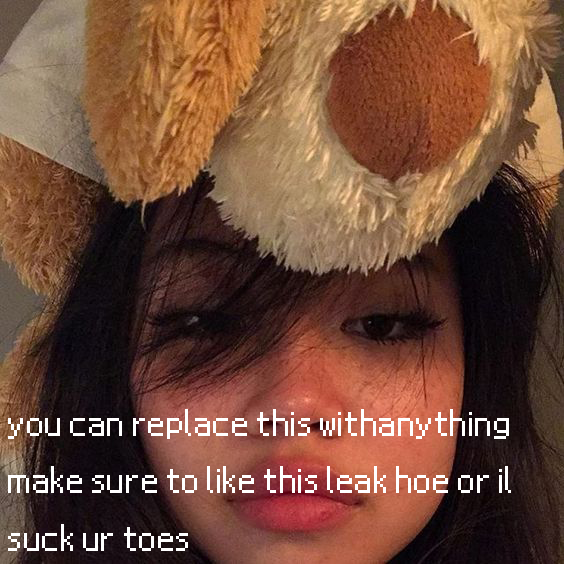 you can replace this withanything
make sure to like this leak hoe or il
suck ur toes